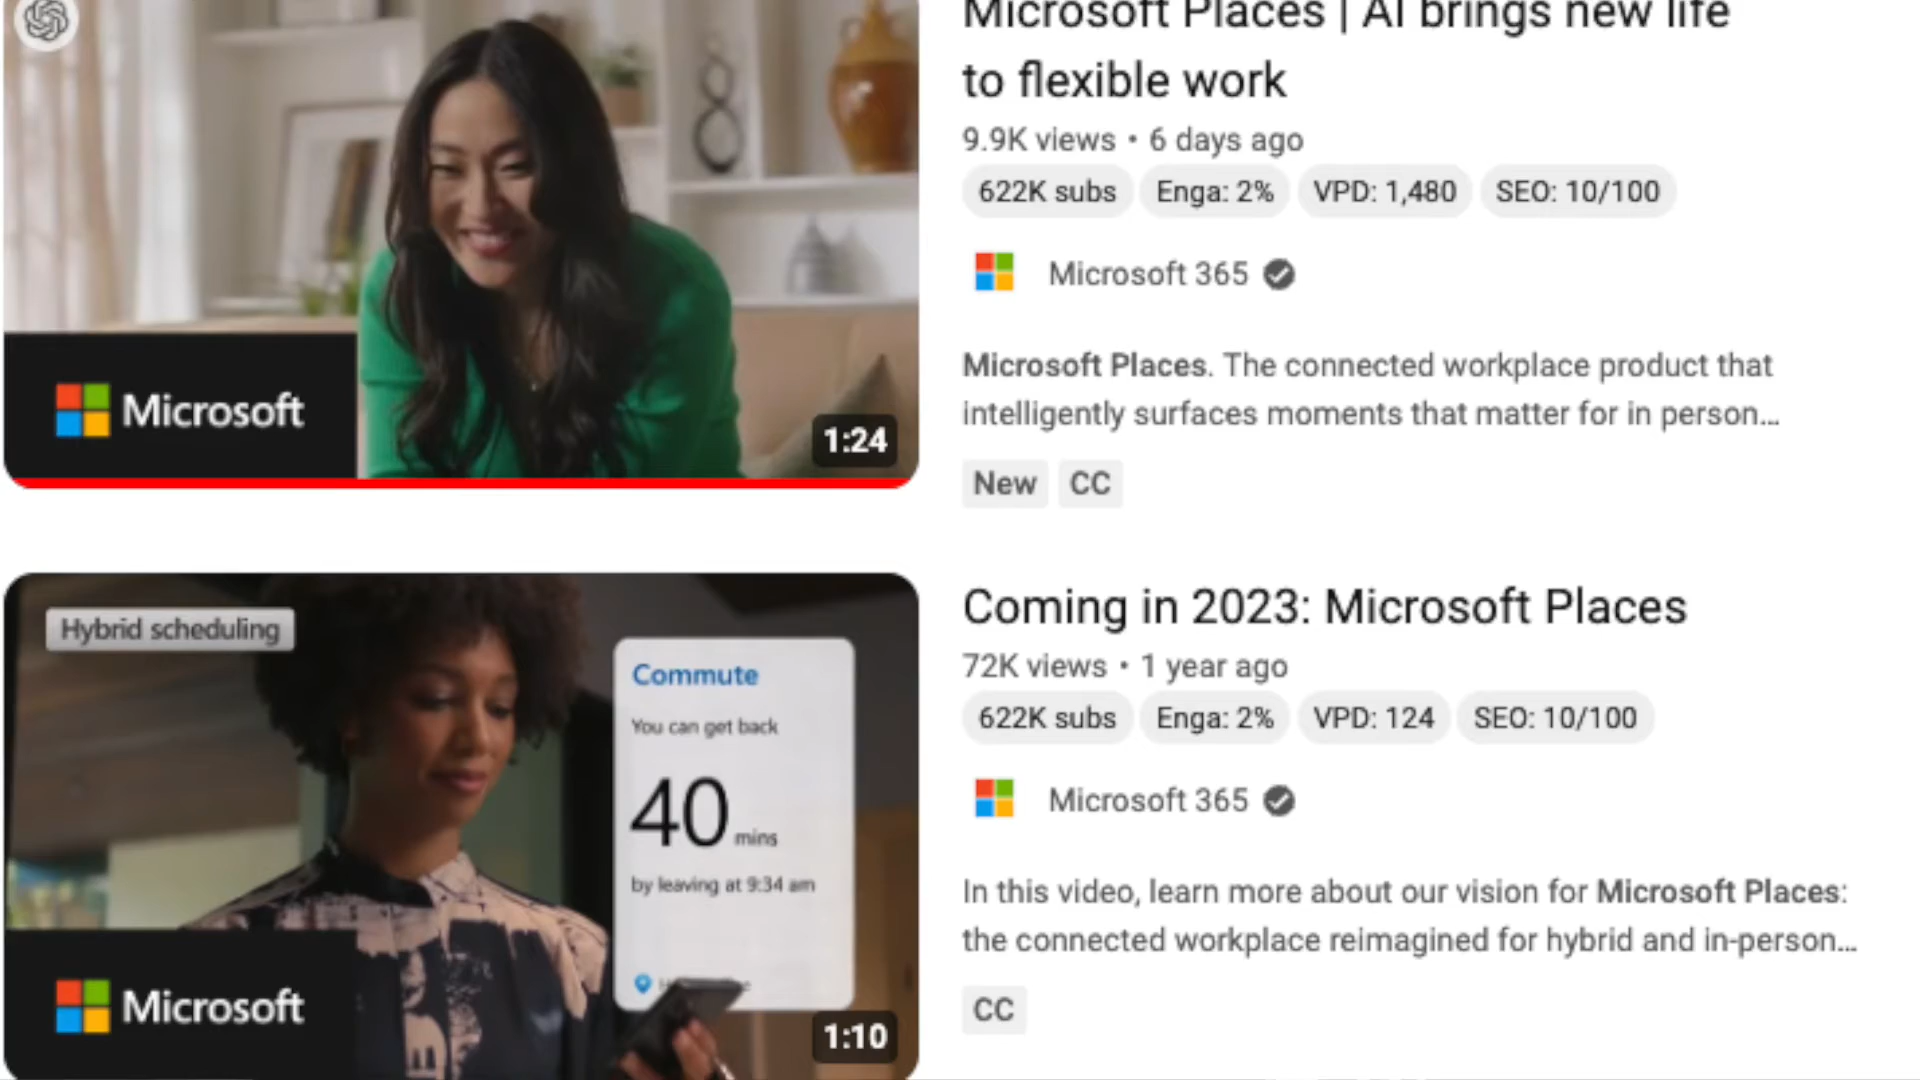 Microsoft Places | AI brings new life
to flexible work
9.9K views • 6 days ago
622K subs Enga: 2% VPD: 1,480 SEO: 10/100
Microsoft 365
Microsoft Places. The connected workplace product that
intelligently surfaces moments that matter for in person...
New CC
Microsoft
1:24
Coming in 2023: Microsoft Places
72K views • 1 year ago
622K subs Enga: 2% VPD: 124 SEO: 10/100
Microsoft 365
In this video, learn more about our vision for Microsoft Places:
the connected workplace reimagined for hybrid and in-person...
CC
Hybrid scheduling
Commute
You can get back
40 mins
by leaving at 9:34 am
Microsoft
1:10